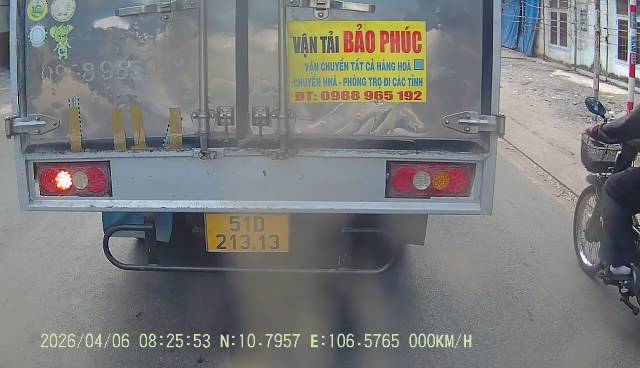 VẬN TẢI BẢO PHÚC
VẬN CHUYỂN TẤT CẢ HÀNG HOÁ
CHUYỂN NHÀ - PHÒNG TRỌ ĐI CÁC TỈNH
ĐT: 0988 965 192
51D
213.13
2026/04/06 08:25:53 N:10.7957 E:106.5765 000KM/H